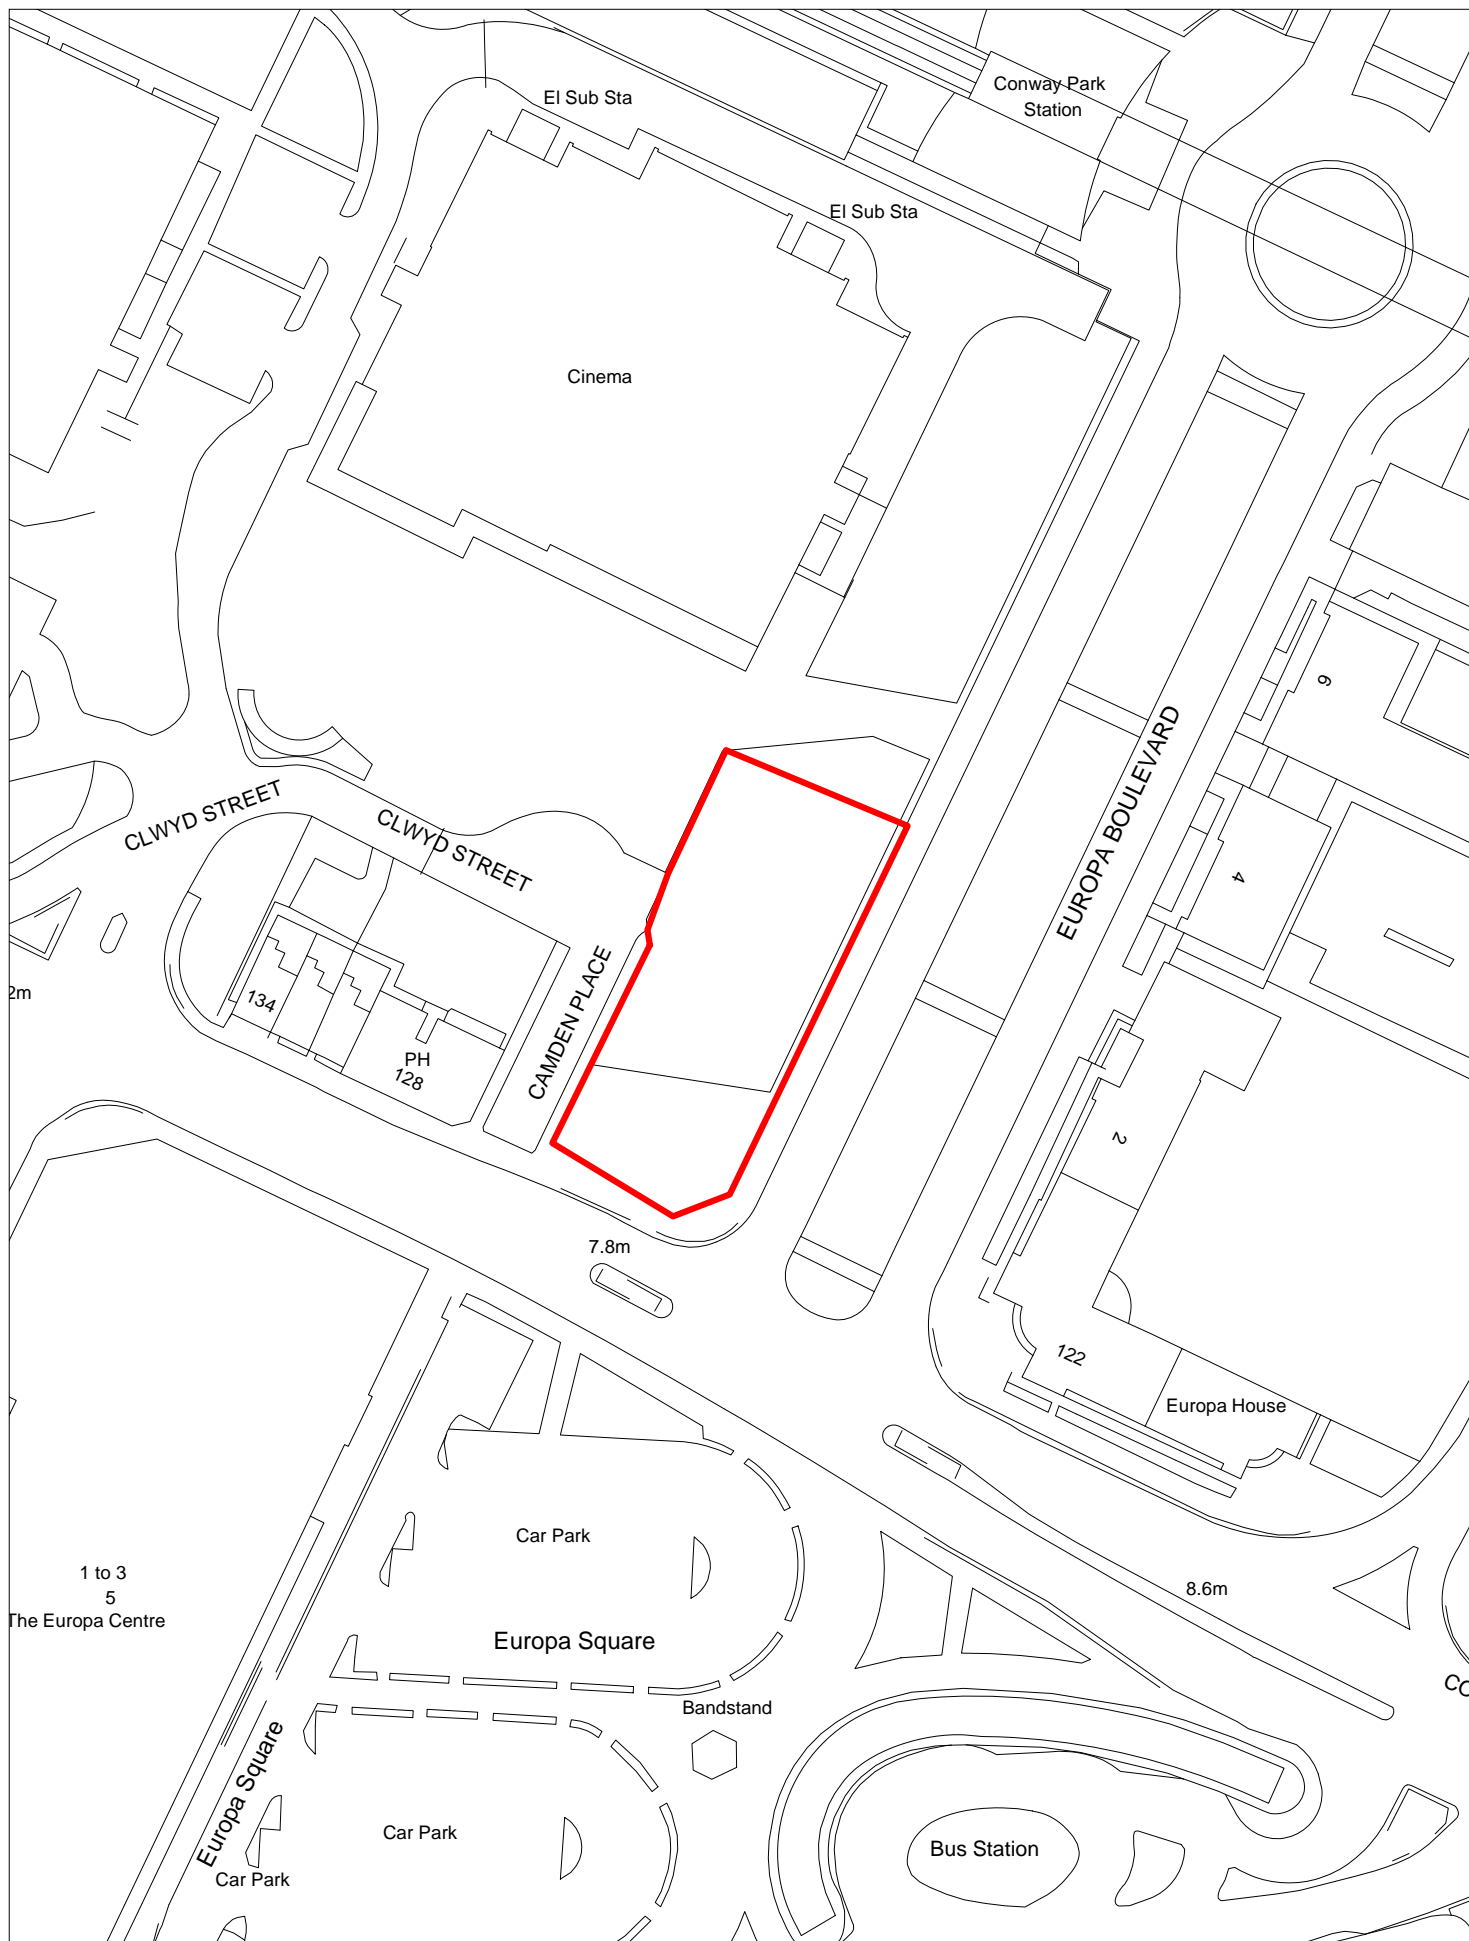 El Sub Sta
Conway Park
Station
El Sub Sta
Cinema
6
EUROPA BOULEVARD
CLWYD STREET
CLWYD STREET
4
CAMDEN PLACE
2m
134
PH
128
2
7.8m
122
Europa House
Car Park
1 to 3
5
The Europa Centre
8.6m
Europa Square
CO
Bandstand
Europa Square
Car Park
Bus Station
Car Park